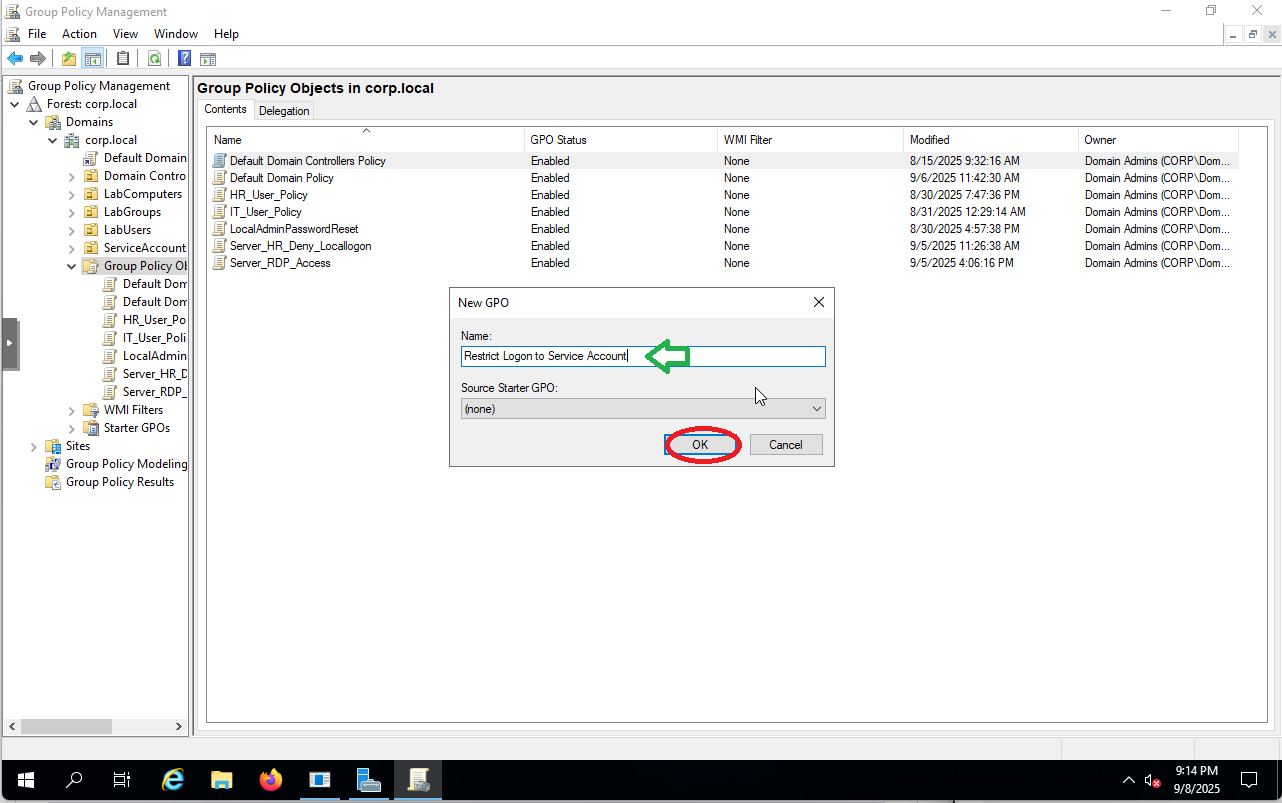 Group Policy Management
File Action View Window Help
Group Policy Management
Forest: corp.local
Domains
corp.local
Default Domain
Domain Contro
LabComputers
LabGroups
LabUsers
ServiceAccount
Group Policy Ob
Default Dom
Default Dom
HR_User_Po
IT_User_Poli
LocalAdmin
Server_HR_D
Server_RDP_
WMI Filters
Starter GPOs
Sites
Group Policy Modeling
Group Policy Results
Group Policy Objects in corp.local
Contents Delegation
Name GPO Status WMI Filter Modified Owner
Default Domain Controllers Policy Enabled None 8/15/2025 9:32:16 AM Domain Admins (CORP\Dom...
Default Domain Policy Enabled None 9/6/2025 11:42:30 AM Domain Admins (CORP\Dom...
HR_User_Policy Enabled None 8/30/2025 7:47:36 PM Domain Admins (CORP\Dom...
IT_User_Policy Enabled None 8/31/2025 12:29:14 AM Domain Admins (CORP\Dom...
LocalAdminPasswordReset Enabled None 8/30/2025 4:57:38 PM Domain Admins (CORP\Dom...
Server_HR_Deny_Locallogon Enabled None 9/5/2025 11:26:38 AM Domain Admins (CORP\Dom...
Server_RDP_Access Enabled None 9/5/2025 4:06:16 PM Domain Admins (CORP\Dom...
New GPO
Name:
Restrict Logon to Service Account
Source Starter GPO:
(none)
OK Cancel
9:14 PM
9/8/2025